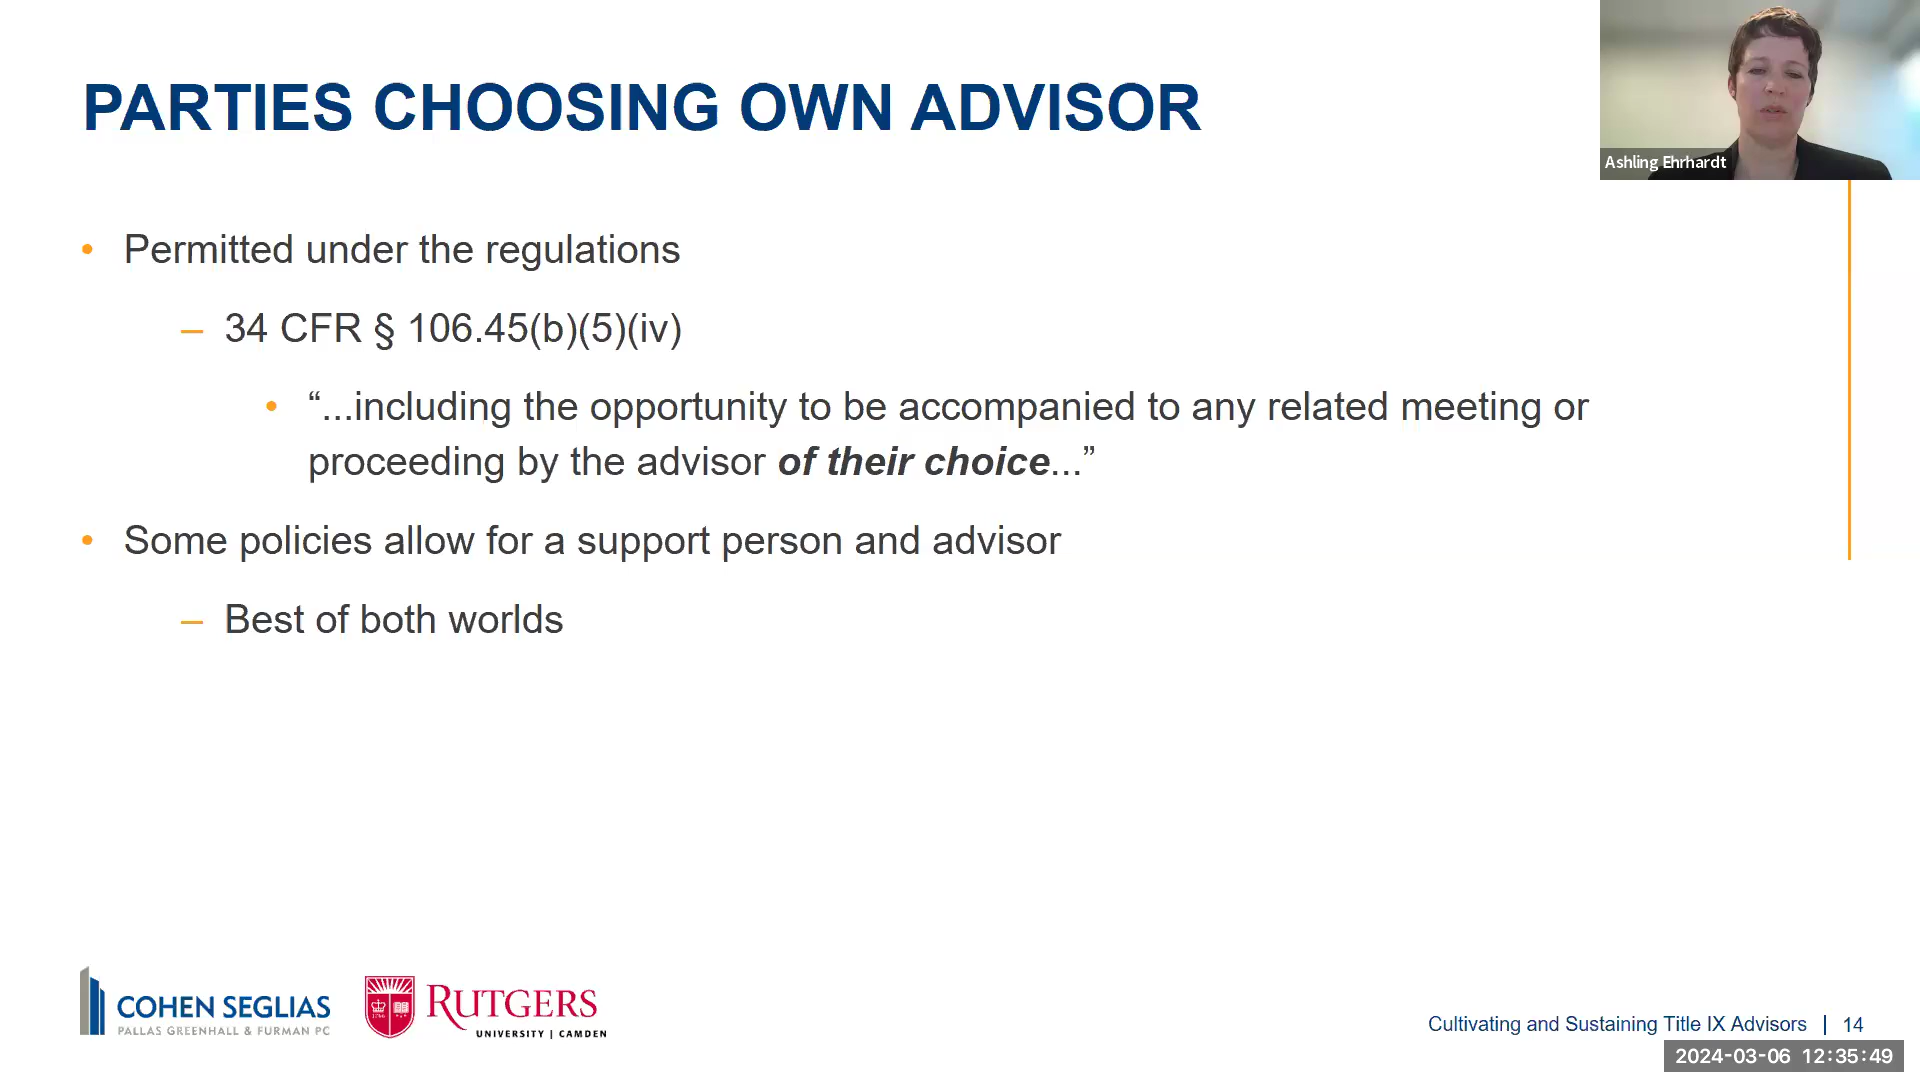 PARTIES CHOOSING OWN ADVISOR
Ashling Ehrhardt
• Permitted under the regulations
– 34 CFR § 106.45(b)(5)(iv)
• “...including the opportunity to be accompanied to any related meeting or
proceeding by the advisor of their choice...”
• Some policies allow for a support person and advisor
– Best of both worlds
COHEN SEGLIAS
PALLAS GREENHALL & FURMAN PC
1766
RUTGERS
UNIVERSITY | CAMDEN
Cultivating and Sustaining Title IX Advisors | 14
2024-03-06 12:35:49